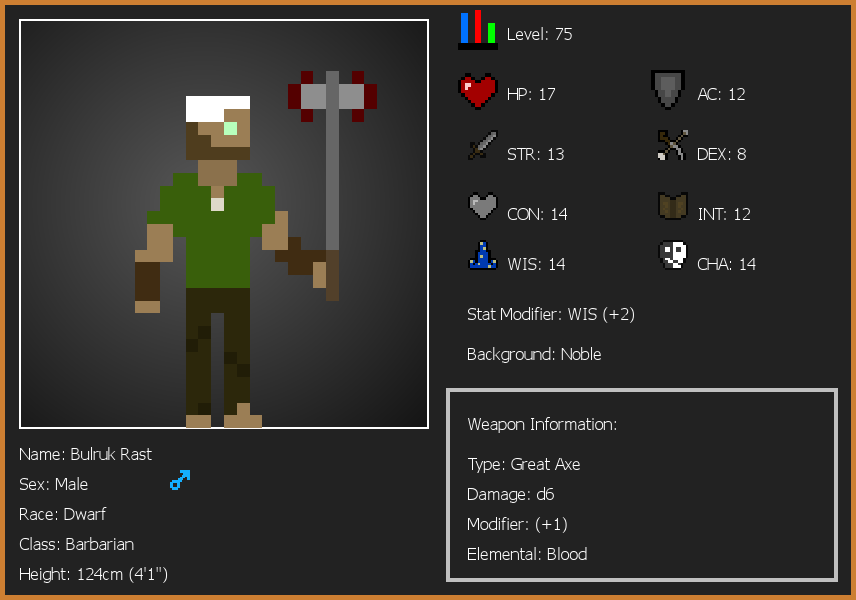 Level: 75
HP: 17
AC: 12
STR: 13
DEX: 8
CON: 14
INT: 12
WIS: 14
CHA: 14
Stat Modifier: WIS (+2)
Background: Noble
Weapon Information:
Type: Great Axe
Damage: d6
Modifier: (+1)
Elemental: Blood
Name: Bulruk Rast
Sex: Male
Race: Dwarf
Class: Barbarian
Height: 124cm (4'1")